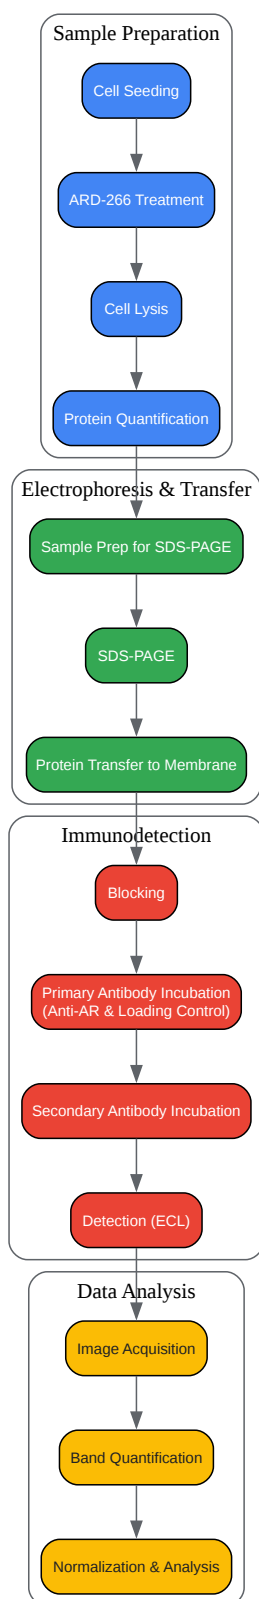 Sample Preparation
Cell Seeding
ARD-266 Treatment
Cell Lysis
Protein Quantification
Electrophoresis & Transfer
Sample Prep for SDS-PAGE
SDS-PAGE
Protein Transfer to Membrane
Immunodetection
Blocking
Primary Antibody Incubation
(Anti-AR & Loading Control)
Secondary Antibody Incubation
Detection (ECL)
Data Analysis
Image Acquisition
Band Quantification
Normalization & Analysis